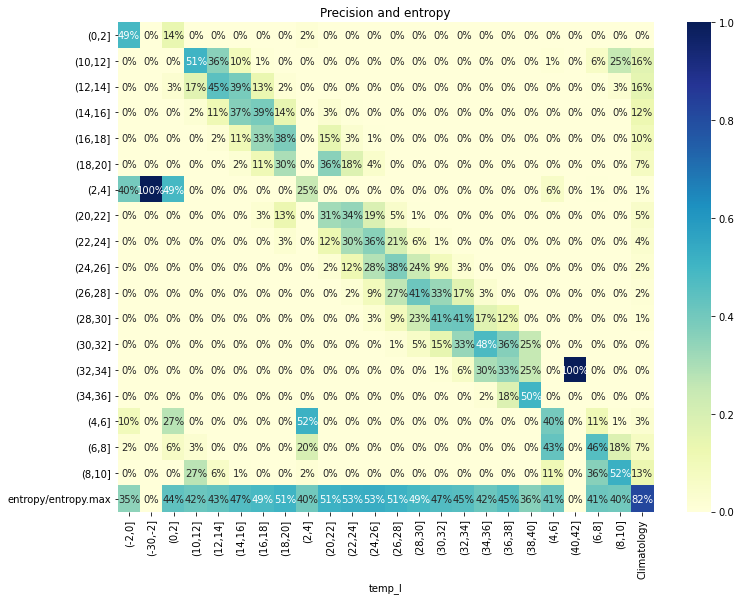 Precision and entropy
(0,2] 49% 0% 14% 0% 0% 0% 0% 0% 2% 0% 0% 0% 0% 0% 0% 0% 0% 0% 0% 0% 0% 0% 0% 0%
(10,12] 0% 0% 0% 51% 36% 10% 1% 0% 0% 0% 0% 0% 0% 0% 0% 0% 0% 0% 0% 1% 0% 6% 25% 16%
(12,14] 0% 0% 3% 17% 45% 39% 13% 2% 0% 0% 0% 0% 0% 0% 0% 0% 0% 0% 0% 0% 0% 0% 3% 16%
(14,16] 0% 0% 0% 2% 11% 37% 39% 14% 0% 3% 0% 0% 0% 0% 0% 0% 0% 0% 0% 0% 0% 0% 0% 12%
(16,18] 0% 0% 0% 0% 2% 11% 33% 38% 0% 15% 3% 1% 0% 0% 0% 0% 0% 0% 0% 0% 0% 0% 0% 10%
(18,20] 0% 0% 0% 0% 0% 2% 11% 30% 0% 36% 18% 4% 0% 0% 0% 0% 0% 0% 0% 0% 0% 0% 0% 7%
(2,4] 40% 100% 49% 0% 0% 0% 0% 0% 25% 0% 0% 0% 0% 0% 0% 0% 0% 0% 0% 6% 0% 1% 0% 1%
(20,22] 0% 0% 0% 0% 0% 0% 3% 13% 0% 31% 34% 19% 5% 1% 0% 0% 0% 0% 0% 0% 0% 0% 0% 5%
(22,24] 0% 0% 0% 0% 0% 0% 0% 3% 0% 12% 30% 36% 21% 6% 1% 0% 0% 0% 0% 0% 0% 0% 0% 4%
(24,26] 0% 0% 0% 0% 0% 0% 0% 0% 0% 2% 12% 28% 38% 24% 9% 3% 0% 0% 0% 0% 0% 0% 0% 2%
(26,28] 0% 0% 0% 0% 0% 0% 0% 0% 0% 0% 2% 9% 27% 41% 33% 17% 3% 0% 0% 0% 0% 0% 0% 2%
(28,30] 0% 0% 0% 0% 0% 0% 0% 0% 0% 0% 0% 3% 9% 23% 41% 41% 17% 12% 0% 0% 0% 0% 0% 1%
(30,32] 0% 0% 0% 0% 0% 0% 0% 0% 0% 0% 0% 0% 1% 5% 15% 33% 48% 36% 25% 0% 0% 0% 0% 0%
(32,34] 0% 0% 0% 0% 0% 0% 0% 0% 0% 0% 0% 0% 0% 0% 1% 6% 30% 33% 25% 0% 100% 0% 0% 0%
(34,36] 0% 0% 0% 0% 0% 0% 0% 0% 0% 0% 0% 0% 0% 0% 0% 0% 2% 18% 50% 0% 0% 0% 0% 0%
(4,6] 10% 0% 27% 0% 0% 0% 0% 0% 52% 0% 0% 0% 0% 0% 0% 0% 0% 0% 0% 40% 0% 11% 1% 3%
(6,8] 2% 0% 6% 3% 0% 0% 0% 0% 20% 0% 0% 0% 0% 0% 0% 0% 0% 0% 0% 43% 0% 46% 18% 7%
(8,10] 0% 0% 0% 27% 6% 1% 0% 0% 2% 0% 0% 0% 0% 0% 0% 0% 0% 0% 0% 11% 0% 36% 52% 13%
entropy/entropy.max 35% 0% 44% 42% 43% 47% 49% 51% 40% 51% 53% 53% 51% 49% 47% 45% 42% 45% 36% 41% 0% 41% 40% 82%
(-2,0] (-30,-2] (0,2] (10,12] (12,14] (14,16] (16,18] (18,20] (2,4] (20,22] (22,24] (24,26] (26,28] (28,30] (30,32] (32,34] (34,36] (36,38] (38,40] (4,6] (40,42] (6,8] (8,10] Climatology
temp_l
1.0
0.8
0.6
0.4
0.2
0.0